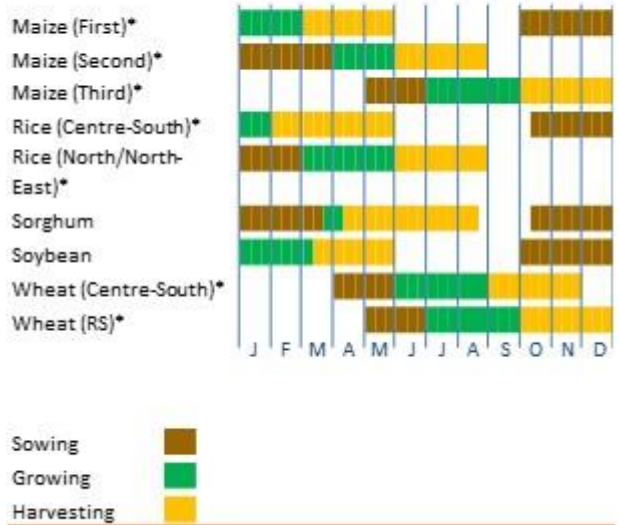 Maize (First)*
Maize (Second)*
Maize (Third)*
Rice (Centre-South)*
Rice (North/North-
East)*
Sorghum
Soybean
Wheat (Centre-South)*
Wheat (RS)*
J F M A M J J A S O N D
Sowing
Growing
Harvesting